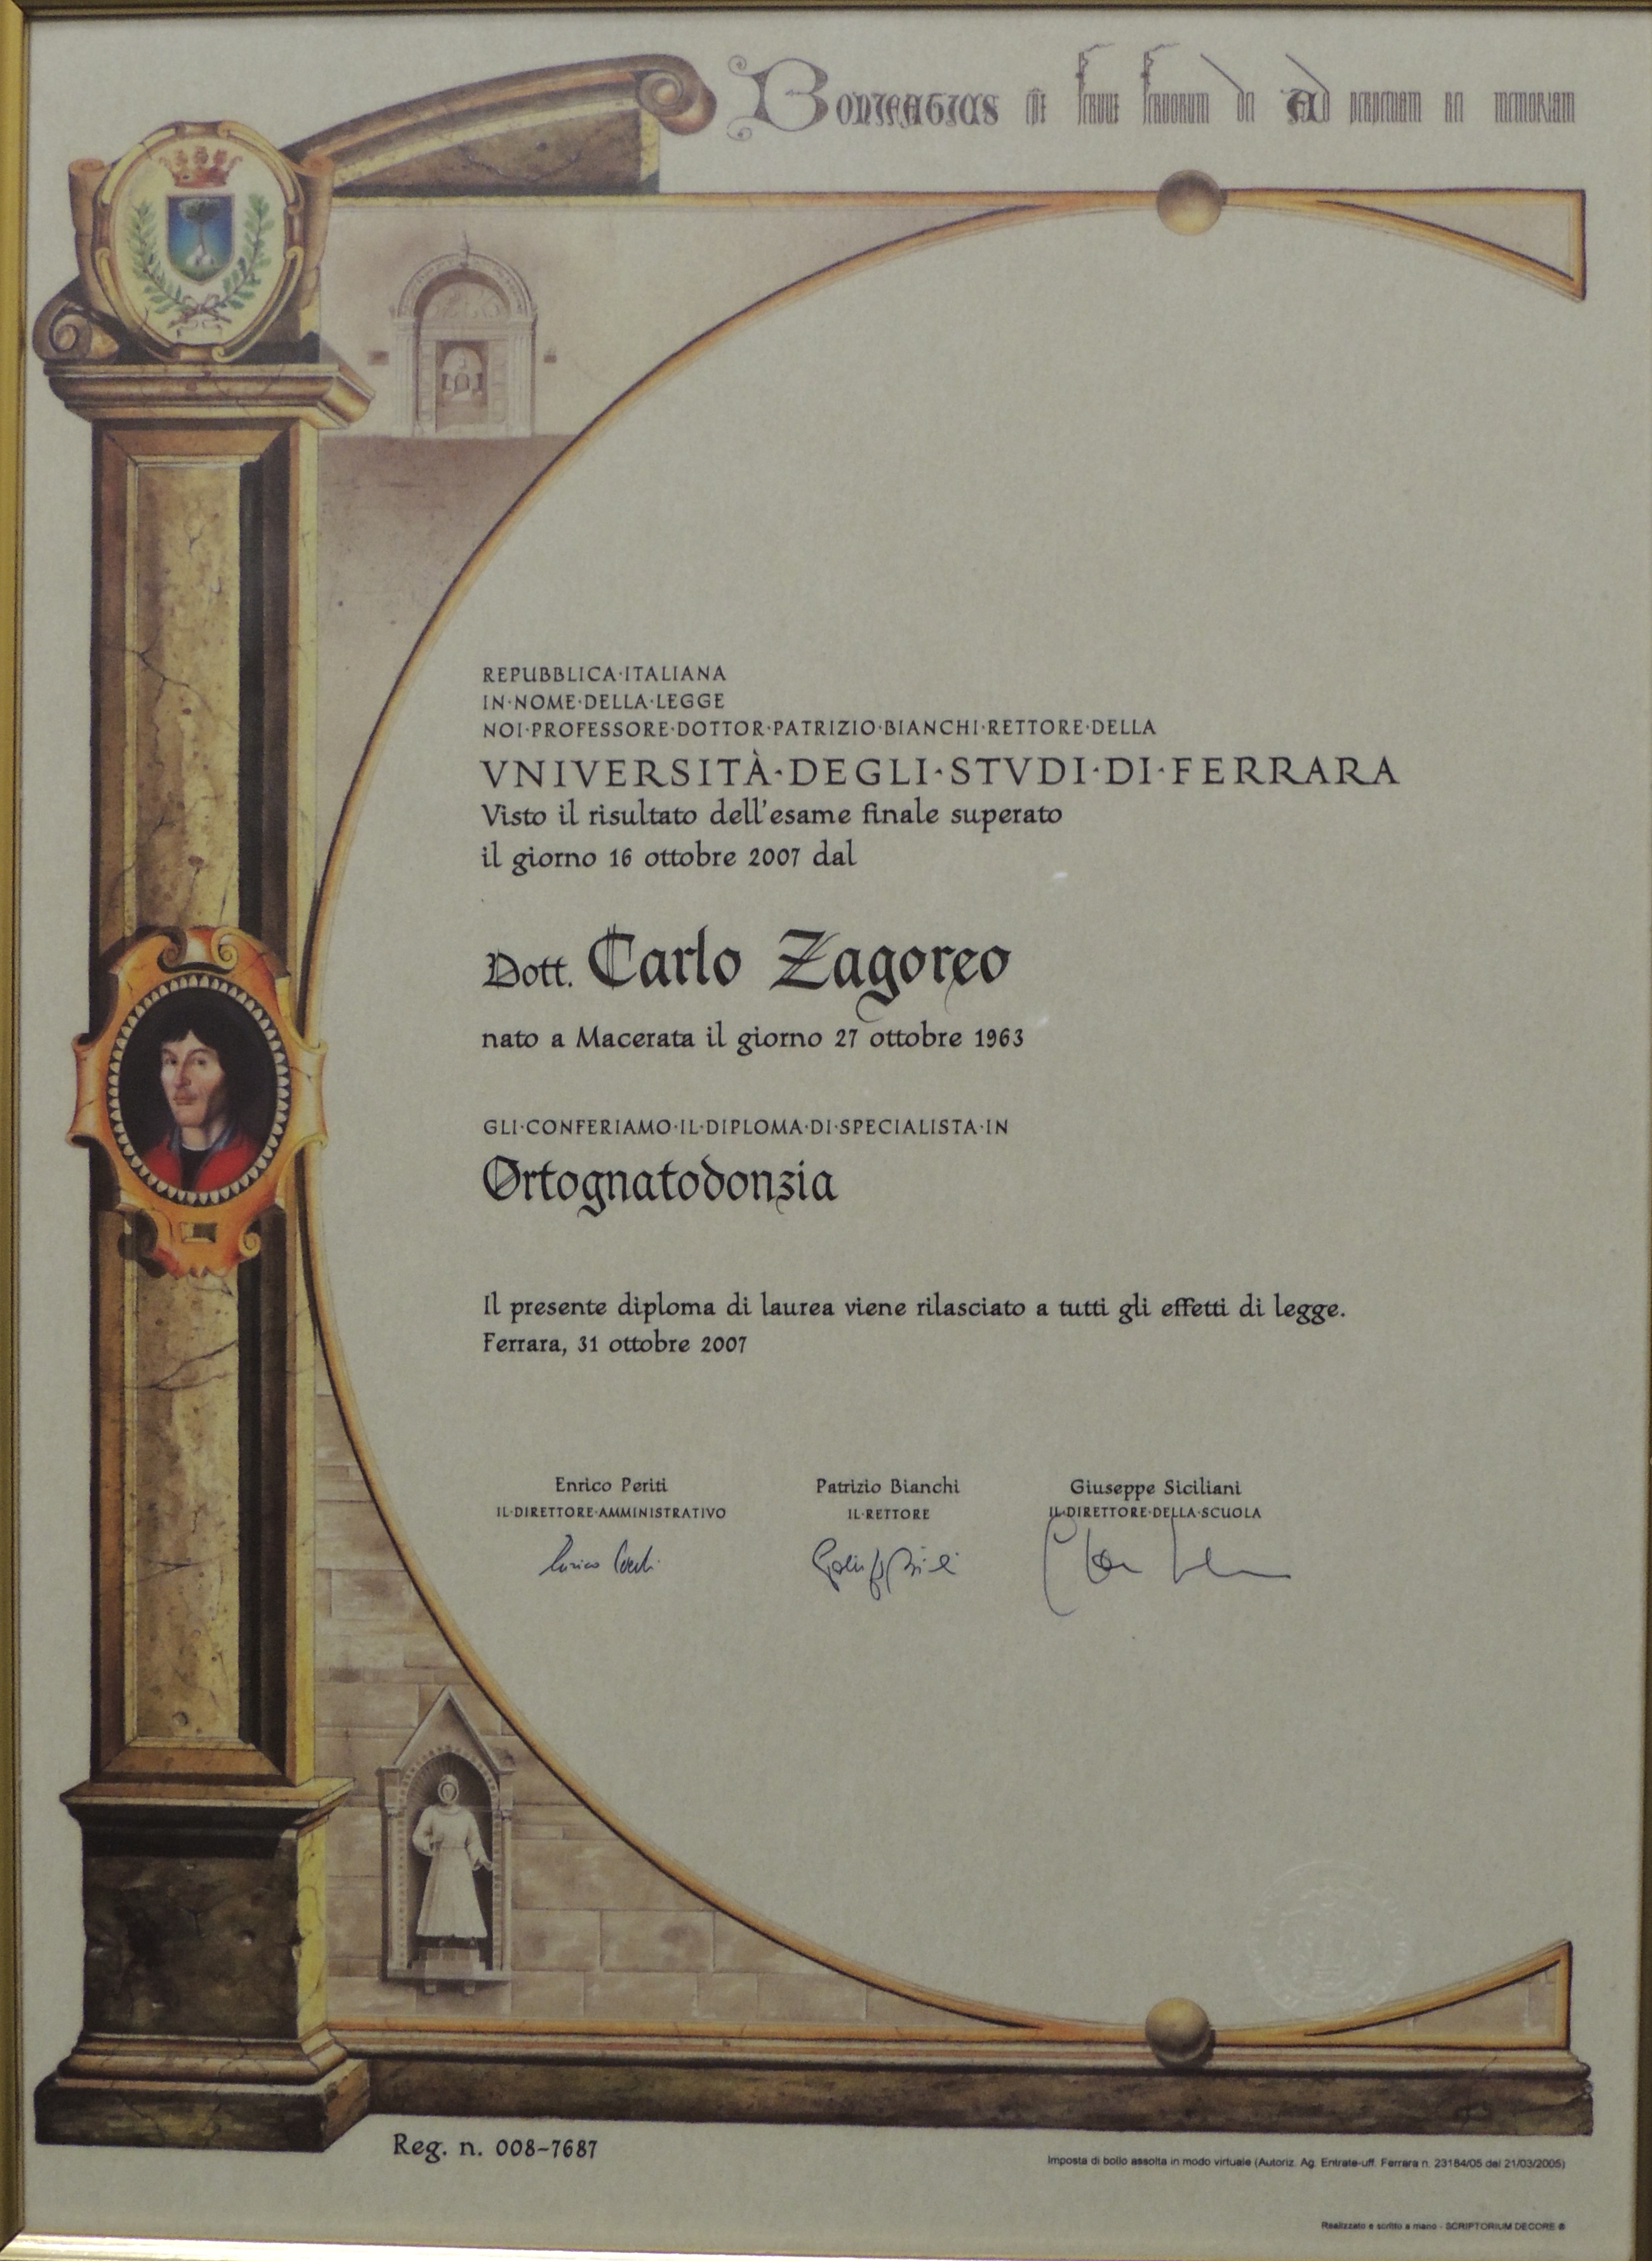 Bonifatius
REPUBBLICA·ITALIANA
IN·NOME·DELLA·LEGGE
NOI·PROFESSORE·DOTTOR·PATRIZIO·BIANCHI·RETTORE·DELLA
VNIVERSITÀ·DEGLI·STVDI·DI·FERRARA
Visto il risultato dell'esame finale superato
il giorno 16 ottobre 2007 dal
Dott. Carlo Zagoreo
nato a Macerata il giorno 27 ottobre 1963
GLI·CONFERIAMO·IL·DIPLOMA·DI·SPECIALISTA·IN
Ortognatodonzia
Il presente diploma di laurea viene rilasciato a tutti gli effetti di legge.
Ferrara, 31 ottobre 2007
Enrico Periti Patrizio Bianchi Giuseppe Siciliani
IL·DIRETTORE·AMMINISTRATIVO IL·RETTORE IL·DIRETTORE·DELLA·SCUOLA
Reg. n. 008-7687
Imposta di bollo assolta in modo virtuale (Autoriz. Ag. Entrate-uff. Ferrara n. 23184/05 del 21/03/2005)
Realizzato e scritto a mano - SCRIPTORIUM DECORE ®